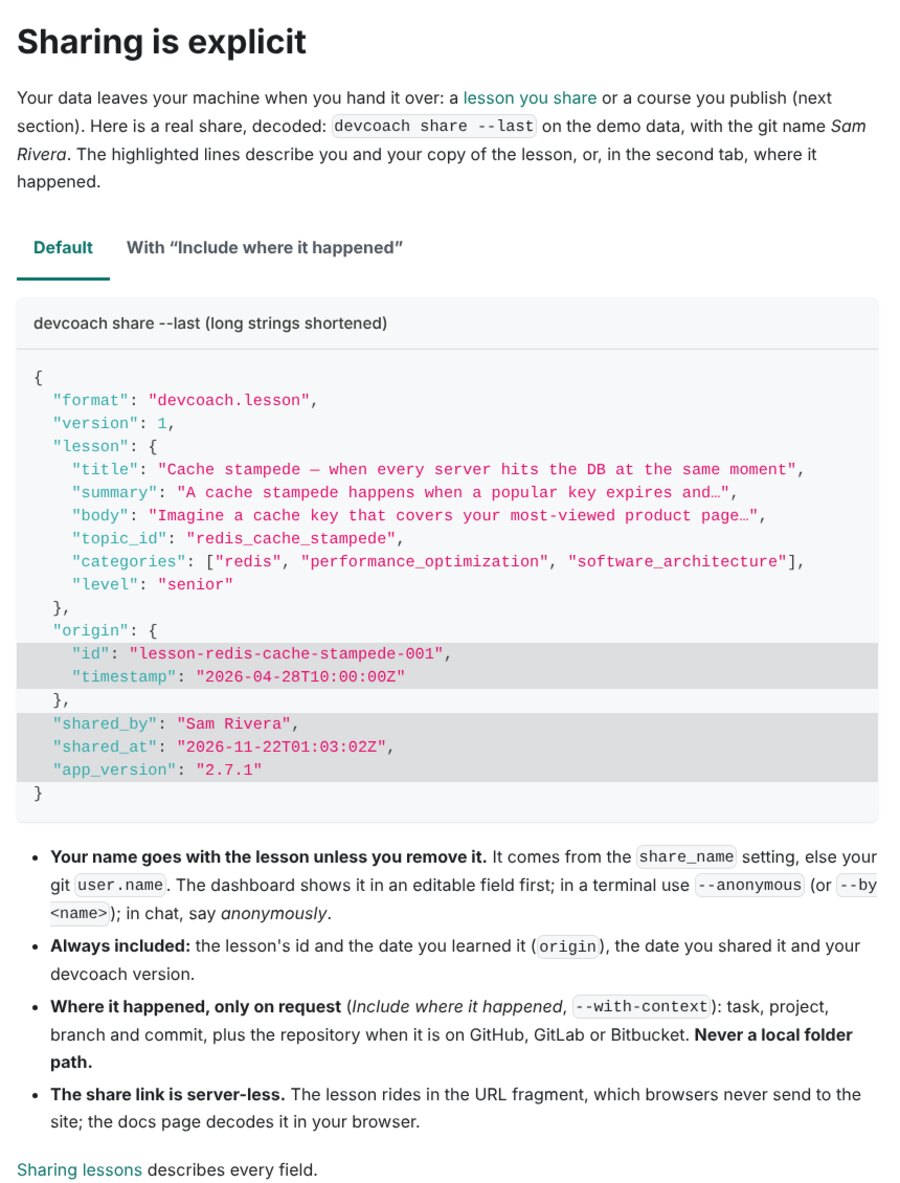 Sharing is explicit
Your data leaves your machine when you hand it over: a lesson you share or a course you publish (next
section). Here is a real share, decoded: devcoach share --last on the demo data, with the git name Sam
Rivera. The highlighted lines describe you and your copy of the lesson, or, in the second tab, where it
happened.
Default With “Include where it happened”
devcoach share --last (long strings shortened)
{
  "format": "devcoach.lesson",
  "version": 1,
  "lesson": {
    "title": "Cache stampede — when every server hits the DB at the same moment",
    "summary": "A cache stampede happens when a popular key expires and…",
    "body": "Imagine a cache key that covers your most-viewed product page…",
    "topic_id": "redis_cache_stampede",
    "categories": ["redis", "performance_optimization", "software_architecture"],
    "level": "senior"
  },
  "origin": {
    "id": "lesson-redis-cache-stampede-001",
    "timestamp": "2026-04-28T10:00:00Z"
  },
  "shared_by": "Sam Rivera",
  "shared_at": "2026-11-22T01:03:02Z",
  "app_version": "2.7.1"
}
• Your name goes with the lesson unless you remove it. It comes from the share_name setting, else your
git user.name. The dashboard shows it in an editable field first; in a terminal use --anonymous (or --by
<name>); in chat, say anonymously.
• Always included: the lesson's id and the date you learned it (origin), the date you shared it and your
devcoach version.
• Where it happened, only on request (Include where it happened, --with-context): task, project,
branch and commit, plus the repository when it is on GitHub, GitLab or Bitbucket. Never a local folder
path.
• The share link is server-less. The lesson rides in the URL fragment, which browsers never send to the
site; the docs page decodes it in your browser.
Sharing lessons describes every field.